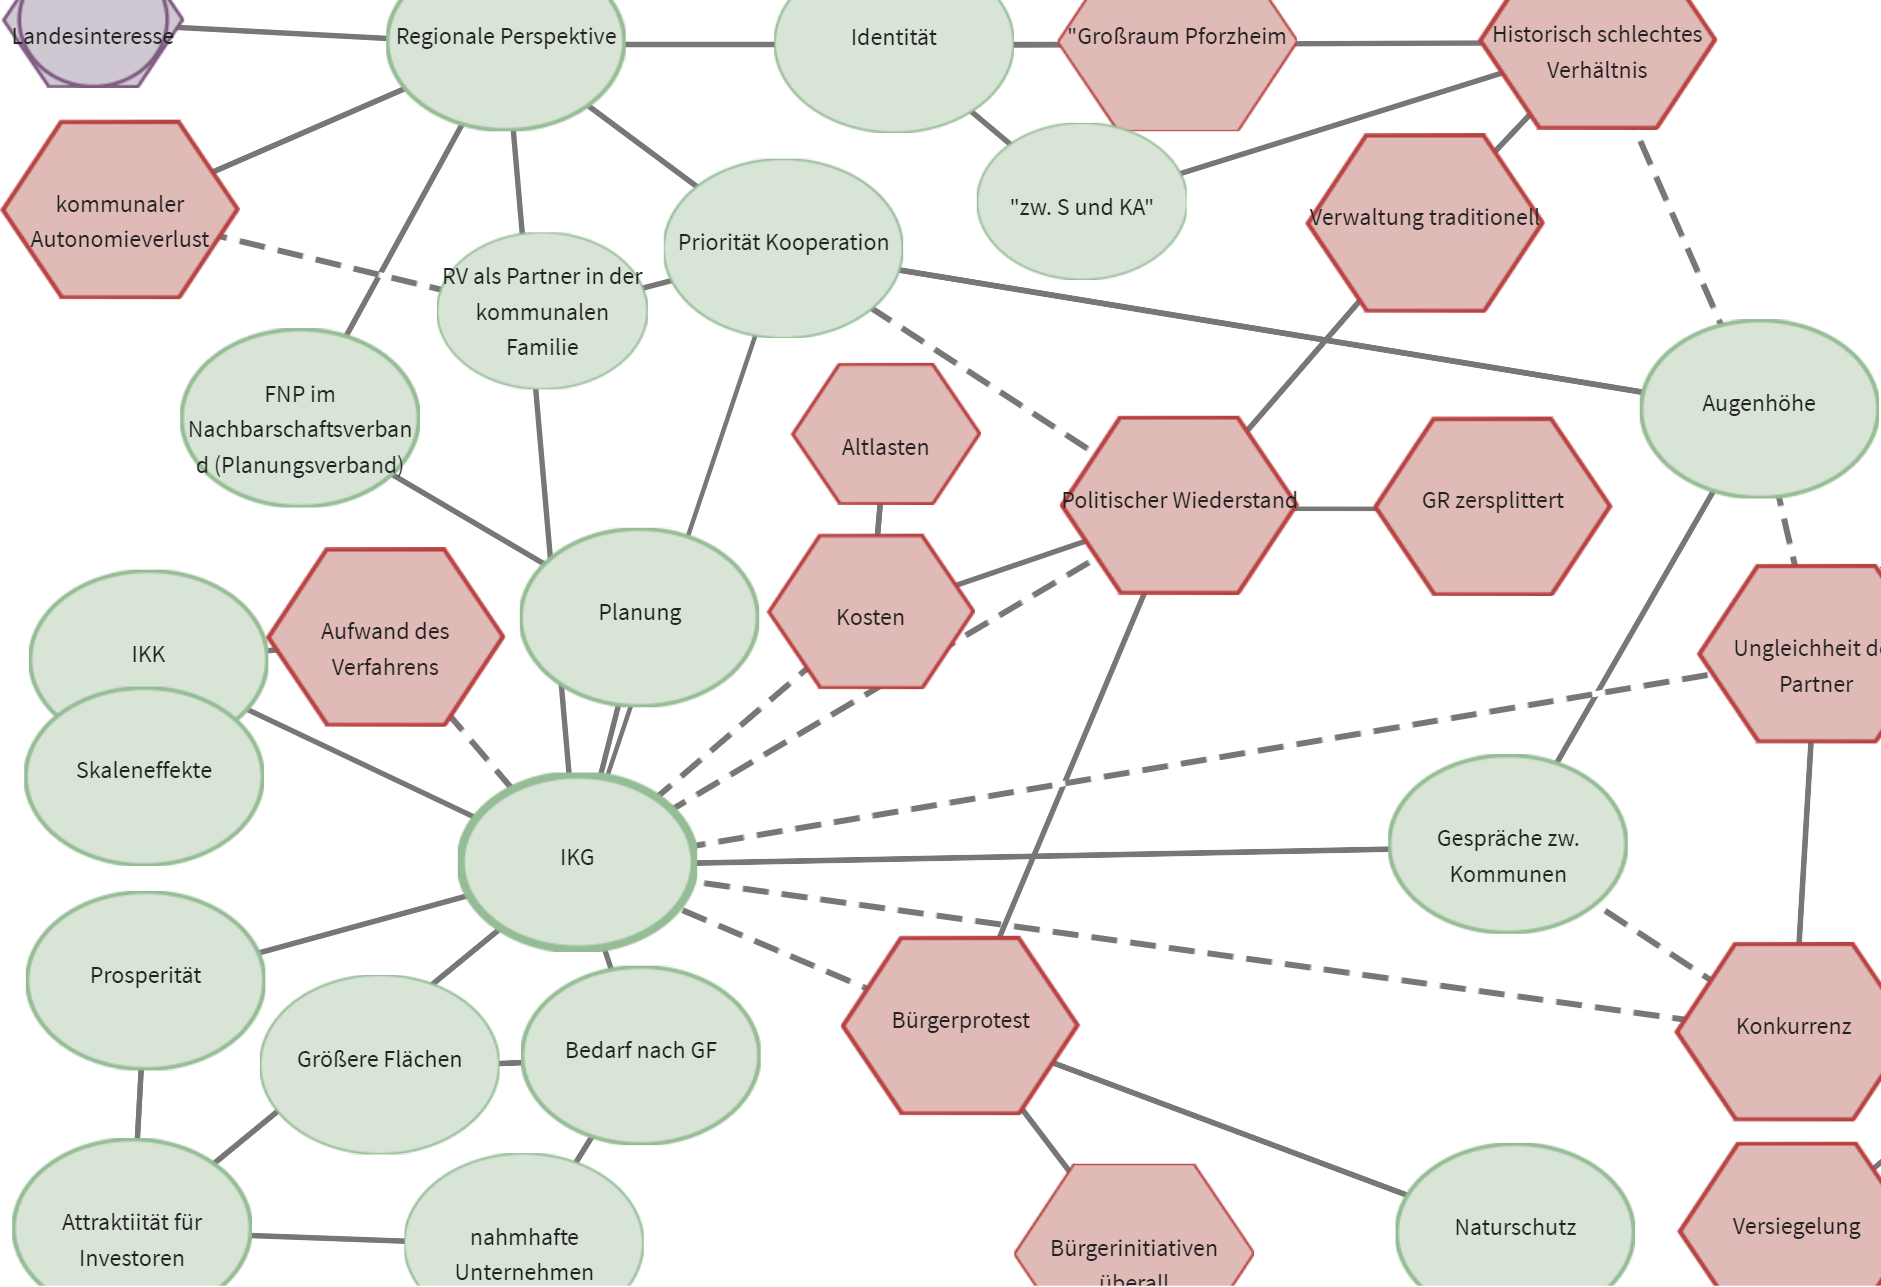 Landesinteresse
Regionale Perspektive
Identität
"Großraum Pforzheim
Historisch schlechtes
Verhältnis
kommunaler
Autonomieverlust
RV als Partner in der
kommunalen
Familie
Priorität Kooperation
"zw. S und KA"
Verwaltung traditionell
FNP im
Nachbarschaftsverban
d (Planungsverband)
Altlasten
Augenhöhe
Politischer Wiederstand
GR zersplittert
IKK
Aufwand des
Verfahrens
Planung
Kosten
Ungleichheit de
Partner
Skaleneffekte
IKG
Gespräche zw.
Kommunen
Prosperität
Größere Flächen
Bedarf nach GF
Bürgerprotest
Konkurrenz
Attraktiität für
Investoren
nahmhafte
Unternehmen
Bürgerinitiativen
überall
Naturschutz
Versiegelung